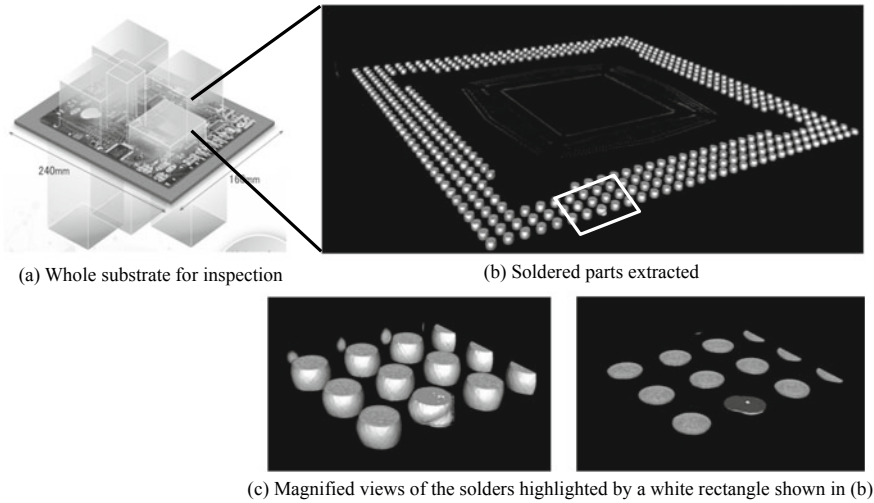 240mm
160mm
(a) Whole substrate for inspection
(b) Soldered parts extracted
(c) Magnified views of the solders highlighted by a white rectangle shown in (b)